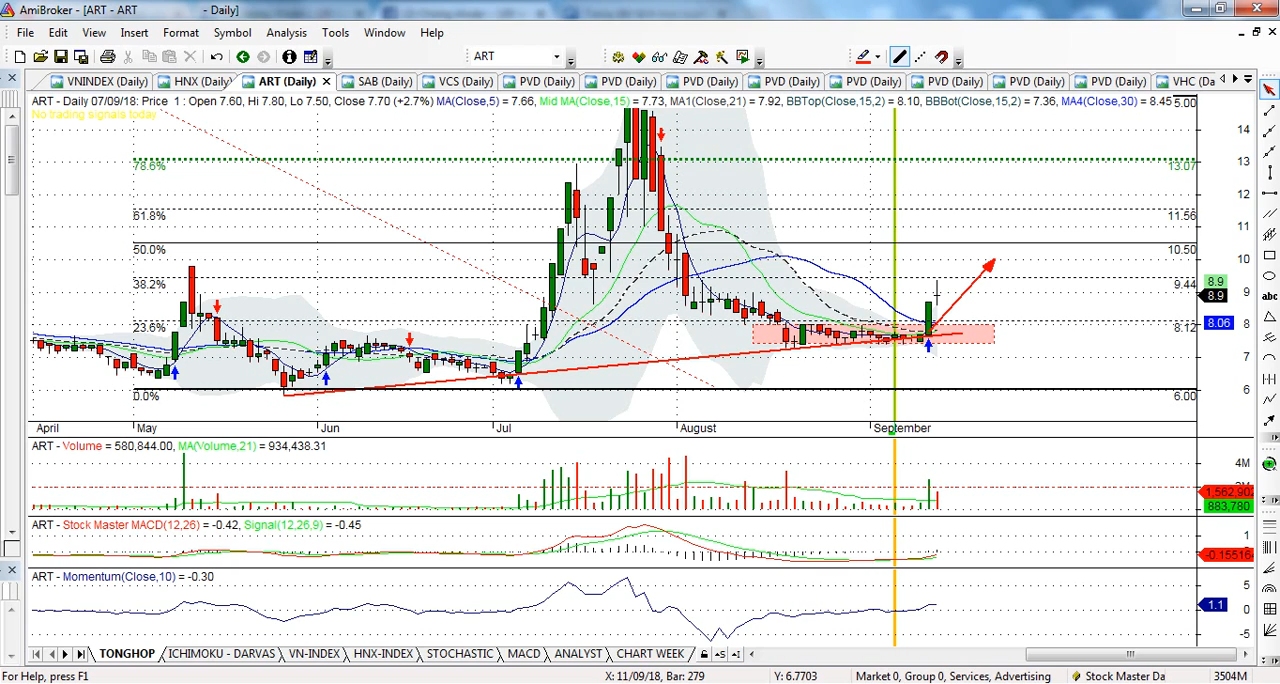 AmiBroker - [ART - ART - Daily]
File Edit View Insert Format Symbol Analysis Tools Window Help
ART
VNINDEX (Daily) HNX (Daily) ART (Daily) SAB (Daily) VCS (Daily) PVD (Daily) PVD (Daily) PVD (Daily) PVD (Daily) PVD (Daily) PVD (Daily) PVD (Daily) PVD (Daily) VHC (Da
ART - Daily 07/09/18: Price 1 : Open 7.60, Hi 7.80, Lo 7.50, Close 7.70 (+2.7%) MA(Close,5) = 7.66, Mid MA(Close,15) = 7.73, MA1(Close,21) = 7.92, BBTop(Close,15,2) = 8.10, BBBot(Close,15,2) = 7.36, MA4(Close,30) = 8.45
5.00
No trading signals today
14
78.6%
13.07
13
12
61.8%
11.56
11
50.0%
10.50
10
38.2%
9.44
8.9
9
8.9
23.6%
8.12
8
8.06
7
0.0%
6.00
6
April May Jun Jul August September
ART - Volume = 580,844.00, MA(Volume,21) = 934,438.31
4M
1,562,902
883,780
ART - Stock Master MACD(12,26) = -0.42, Signal(12,26,9) = -0.45
1
-0.15516
ART - Momentum(Close,10) = -0.30
5
1.1
0
-5
TONGHOP ICHIMOKU - DARVAS VN-INDEX HNX-INDEX STOCHASTIC MACD ANALYST CHART WEEK
For Help, press F1 X: 11/09/18, Bar: 279 Y: 6.7703 Market 0, Group 0, Services, Advertising Stock Master Da 3504M